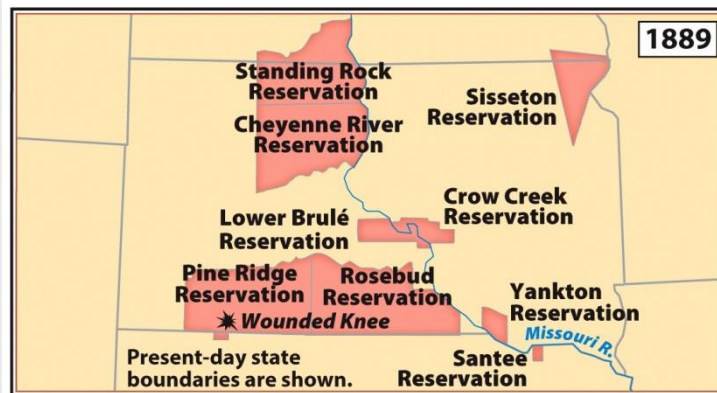 1889
Standing Rock
Reservation
Cheyenne River
Reservation
Sisseton
Reservation
Lower Brulé
Reservation
Crow Creek
Reservation
Pine Ridge
Reservation
Rosebud
Reservation
Wounded Knee
Yankton
Reservation
Missouri R.
Santee
Reservation
Present-day state
boundaries are shown.